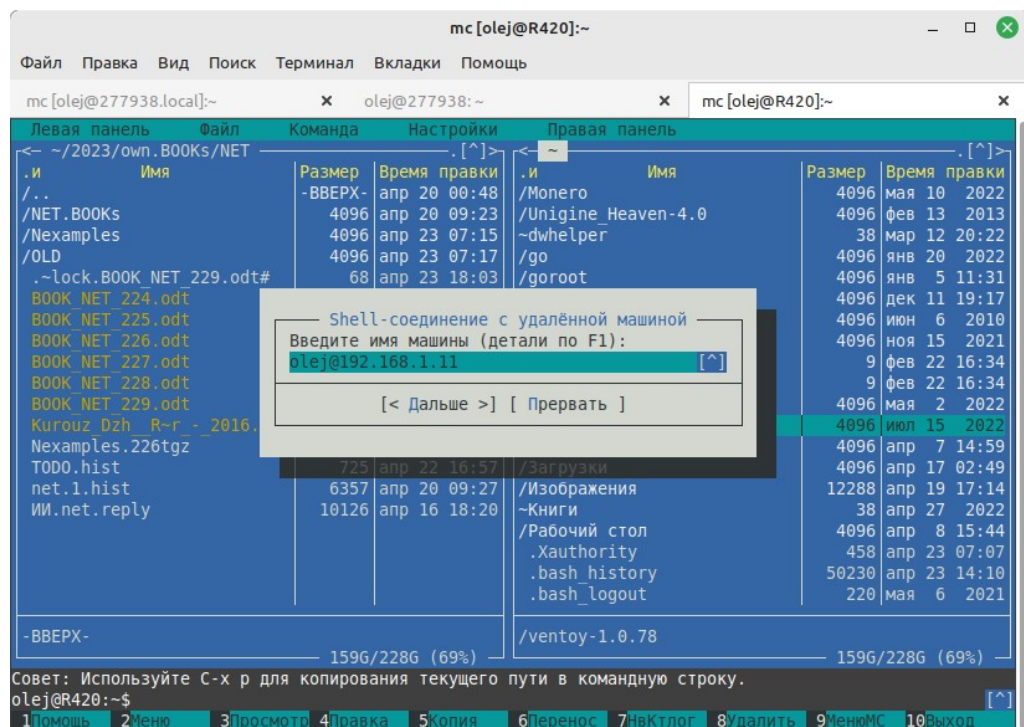 mc [olej@R420]:~
Файл Правка Вид Поиск Терминал Вкладки Помощь
mc [olej@277938.local]:~ × olej@277938: ~ × mc [olej@R420]:~ ×
Левая панель Файл Команда Настройки Правая панель
<— ~/2023/own.BOOKs/NET —.[^]> <— ~ —.[^]>
.и Имя Размер Время правки .и Имя Размер Время правки
/.. -ВВЕРХ- апр 20 00:48 /Monero 4096 мая 10 2022
/NET.BOOKs 4096 апр 20 09:23 /Unigine_Heaven-4.0 4096 фев 13 2013
/Nexamples 4096 апр 23 07:15 ~dwhelper 38 мар 12 20:22
/OLD 4096 апр 23 07:17 /go 4096 янв 20 2022
.~lock.BOOK_NET_229.odt# 68 апр 23 18:03 /goroot 4096 янв 5 11:31
BOOK_NET_224.odt 4096 дек 11 19:17
BOOK_NET_225.odt Shell-соединение с удалённой машиной 4096 июн 6 2010
BOOK_NET_226.odt Введите имя машины (детали по F1): 4096 ноя 15 2021
BOOK_NET_227.odt olej@192.168.1.11 [^] 9 фев 22 16:34
BOOK_NET_228.odt 9 фев 22 16:34
BOOK_NET_229.odt [< Дальше >] [ Прервать ] 4096 мая 2 2022
Kurouz_Dzh__R~r_-_2016. 4096 июл 15 2022
Nexamples.226tgz 4096 апр 7 14:59
TODO.hist 725 апр 22 16:57 /Загрузки 4096 апр 17 02:49
net.1.hist 6357 апр 20 09:27 /Изображения 12288 апр 19 17:14
ИИ.net.reply 10126 апр 16 18:20 ~Книги 38 апр 27 2022
/Рабочий стол 4096 апр 8 15:44
.Xauthority 458 апр 23 07:07
.bash_history 50230 апр 23 14:10
.bash_logout 220 мая 6 2021
-ВВЕРХ- /ventoy-1.0.78
159G/228G (69%) 159G/228G (69%)
Совет: Используйте C-x p для копирования текущего пути в командную строку.
olej@R420:~$ [^]
1Помощь 2Меню 3Просмотр 4Правка 5Копия 6Перенос 7НвКтлог 8Удалить 9МенюMC 10Выход